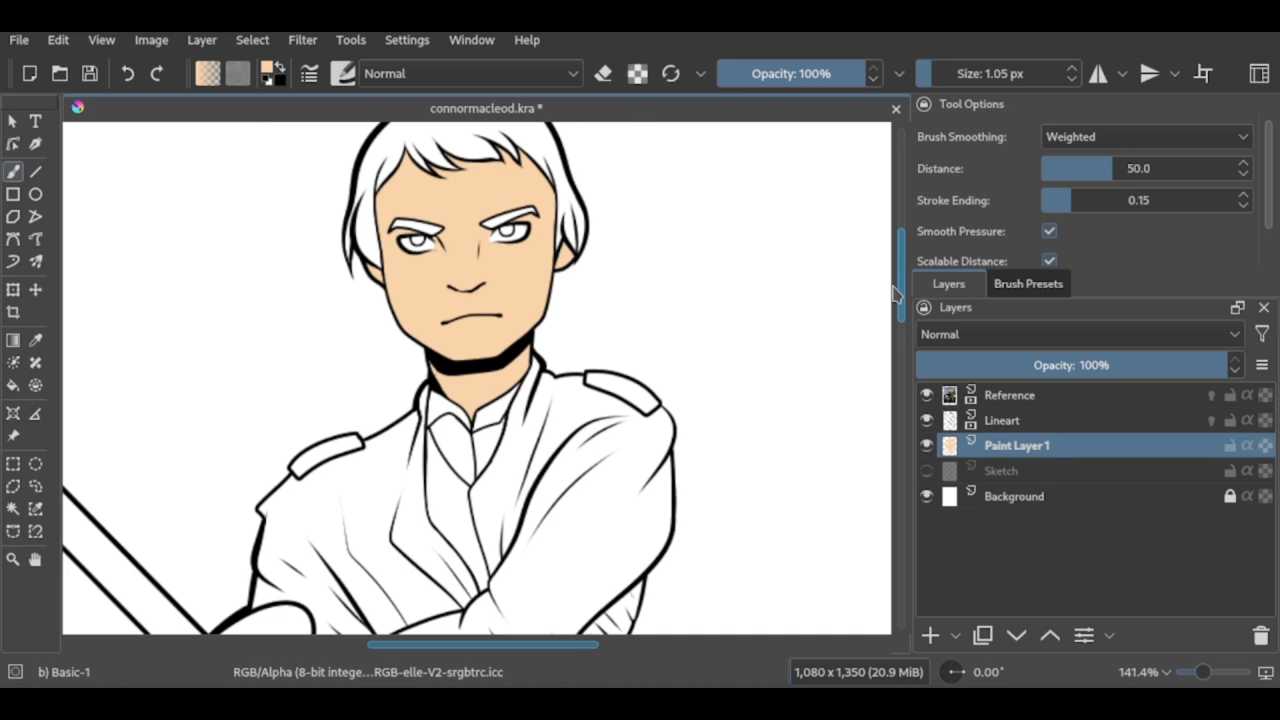 File Edit View Image Layer Select Filter Tools Settings Window Help
Normal Opacity: 100% Size: 1.05 px
connormacleod.kra *
Tool Options
Brush Smoothing: Weighted
Distance: 50.0
Stroke Ending: 0.15
Smooth Pressure:
Scalable Distance:
Layers Brush Presets
Layers
Normal
Opacity: 100%
Reference
Lineart
Paint Layer 1
Sketch
Background
b) Basic-1 RGB/Alpha (8-bit intege...RGB-elle-V2-srgbtrc.icc 1,080 x 1,350 (20.9 MiB) 0.00° 141.4%